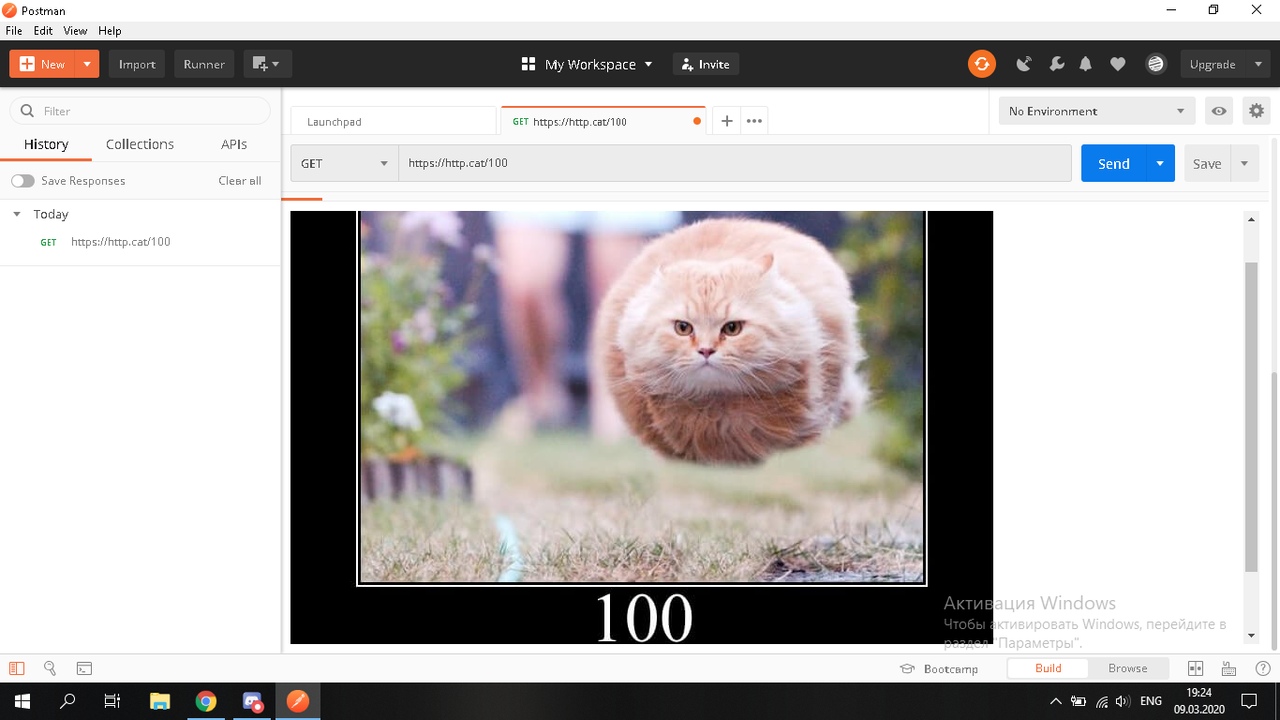 Postman
File Edit View Help
New Import Runner My Workspace Invite Upgrade
Filter
History Collections APIs
Save Responses Clear all
Today
GET https://http.cat/100
Launchpad GET https://http.cat/100 No Environment
GET https://http.cat/100 Send Save
100
Активация Windows
Чтобы активировать Windows, перейдите в
раздел "Параметры".
Bootcamp Build Browse
ENG 19:24
09.03.2020